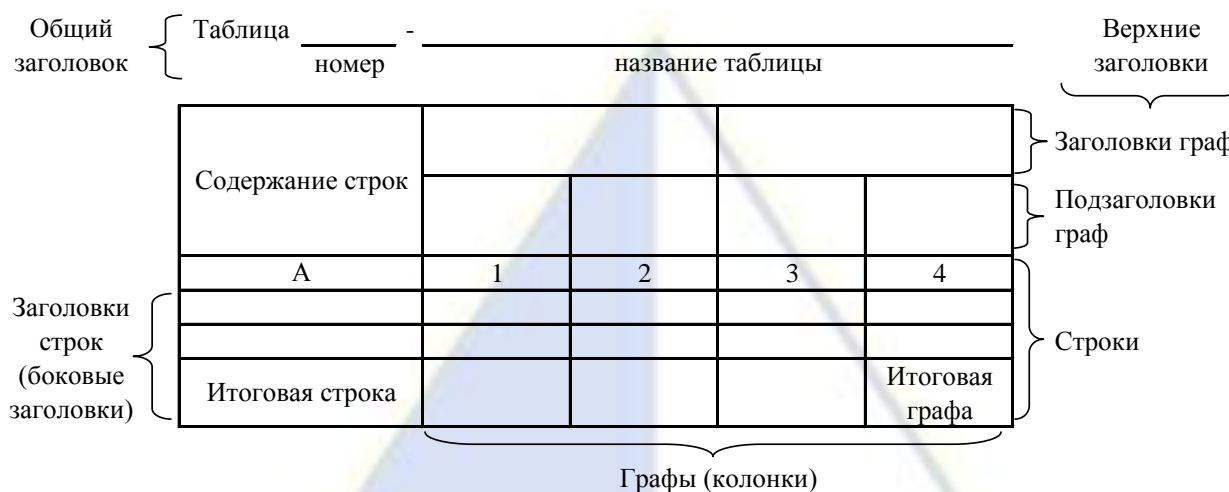 Общий
заголовок
Таблица -
номер
название таблицы
Верхние
заголовки
Содержание строк
Заголовки граф
Подзаголовки
граф
А 1 2 3 4
Заголовки
строк
(боковые
заголовки)
Строки
Итоговая строка
Итоговая
графа
Графы (колонки)